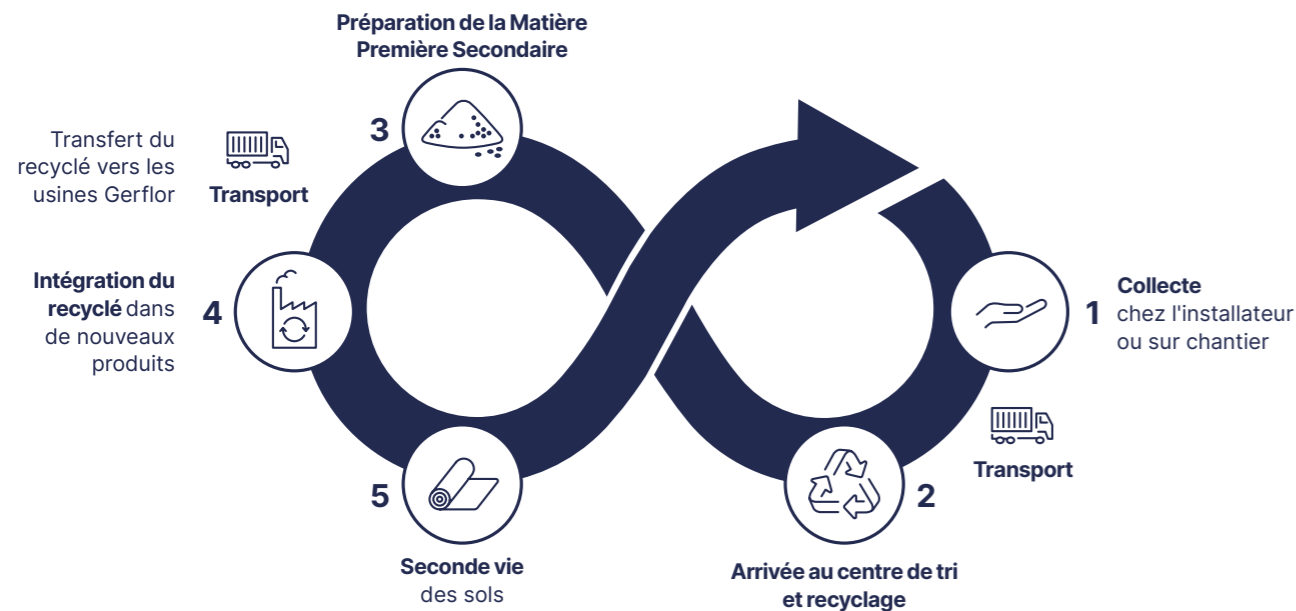 Préparation de la Matière
Première Secondaire
3
Transfert du
recyclé vers les
usines Gerflor
Transport
Intégration du
recyclé dans
de nouveaux
produits
4
1
Collecte
chez l'installateur
ou sur chantier
Transport
5
2
Seconde vie
des sols
Arrivée au centre de tri
et recyclage